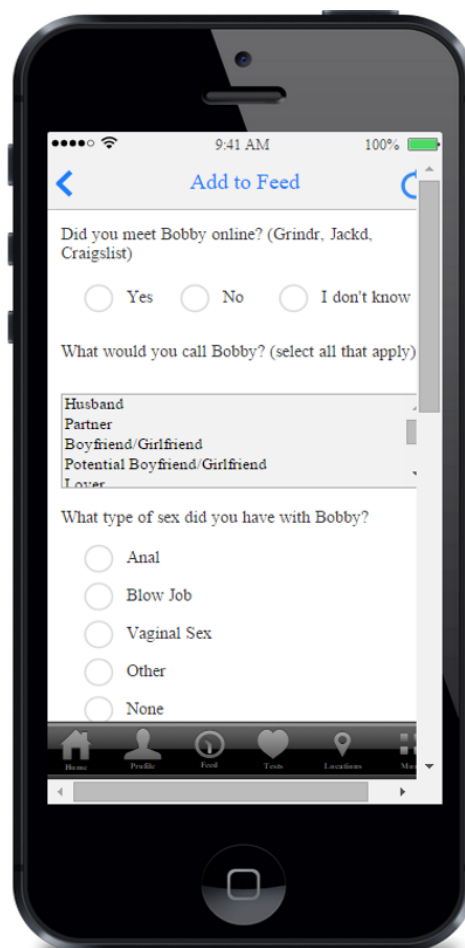 9:41 AM 100%
Add to Feed
Did you meet Bobby online? (Grindr, Jackd,
Craigslist)
Yes No I don't know
What would you call Bobby? (select all that apply)
Husband
Partner
Boyfriend/Girlfriend
Potential Boyfriend/Girlfriend
Lover
What type of sex did you have with Bobby?
Anal
Blow Job
Vaginal Sex
Other
None
Home Profile Feed Tests Locations